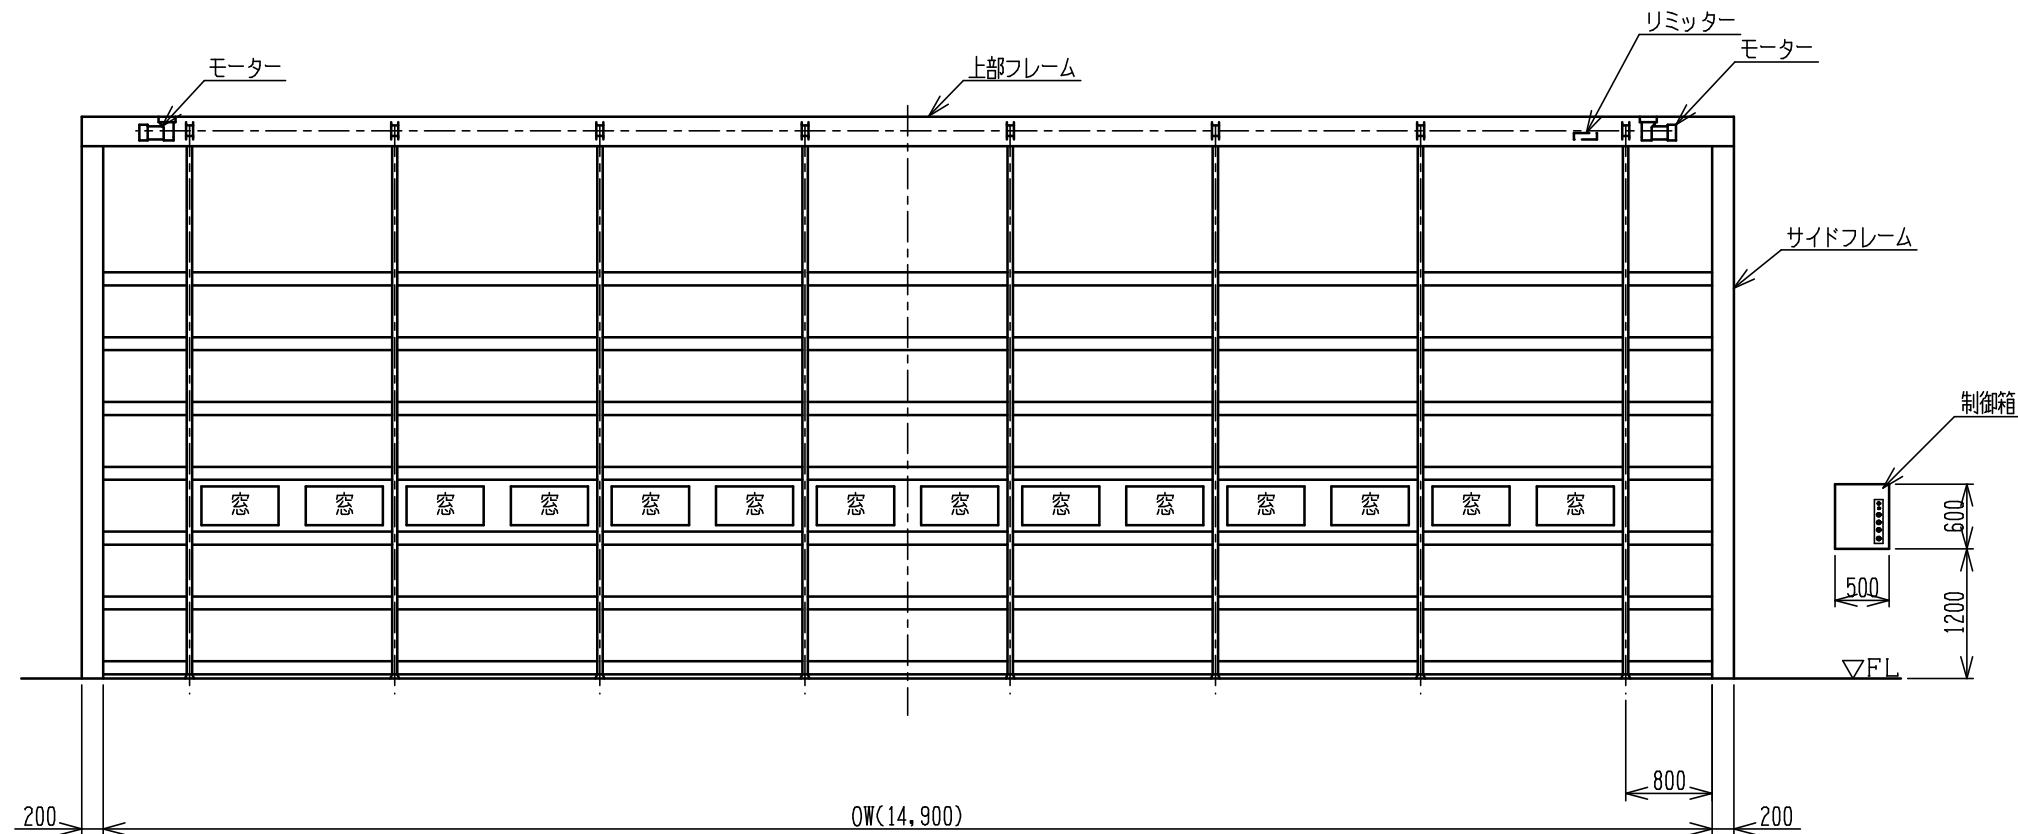 リミッター
モーター
モーター
上部フレーム
サイドフレーム
制御箱
窓 窓 窓 窓 窓 窓 窓 窓 窓 窓 窓 窓 窓 窓
600
500
1200
▽FL
800
200
OW(14,900)
200